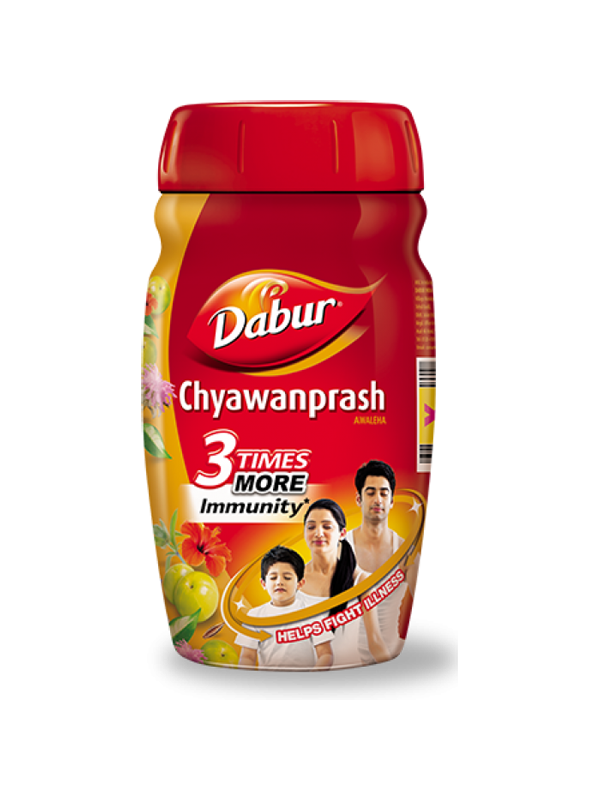 Dabur®
Chyawanprash
AWALEHA
3 TIMES
MORE
Immunity*
HELPS FIGHT ILLNESS